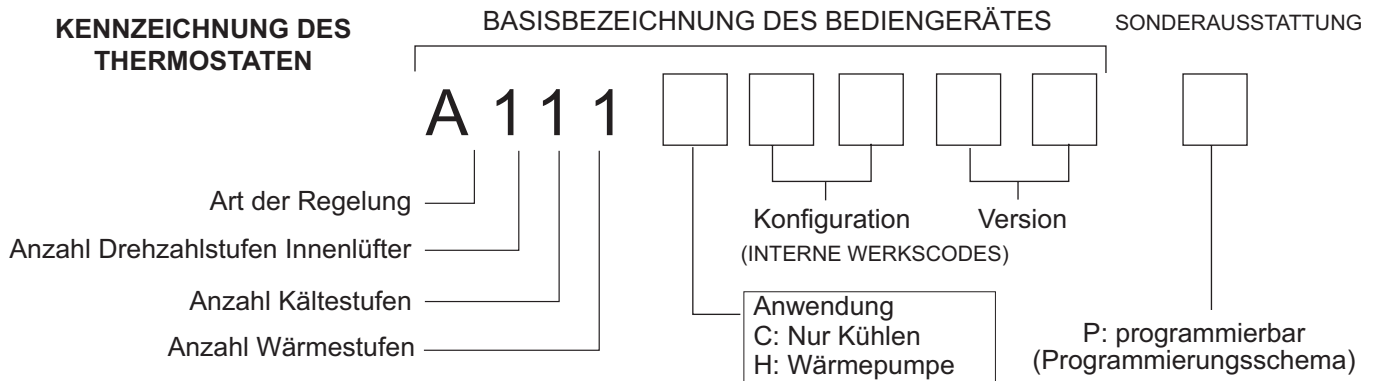 KENNZEICHNUNG DES
THERMOSTATEN
BASISBEZEICHNUNG DES BEDIENGERÄTES
SONDERAUSSTATTUNG
A 1 1 1
Art der Regelung
Anzahl Drehzahlstufen Innenlüfter
Anzahl Kältestufen
Anzahl Wärmestufen
Konfiguration
(INTERNE WERKSCODES)
Version
Anwendung
C: Nur Kühlen
H: Wärmepumpe
P: programmierbar
(Programmierungsschema)